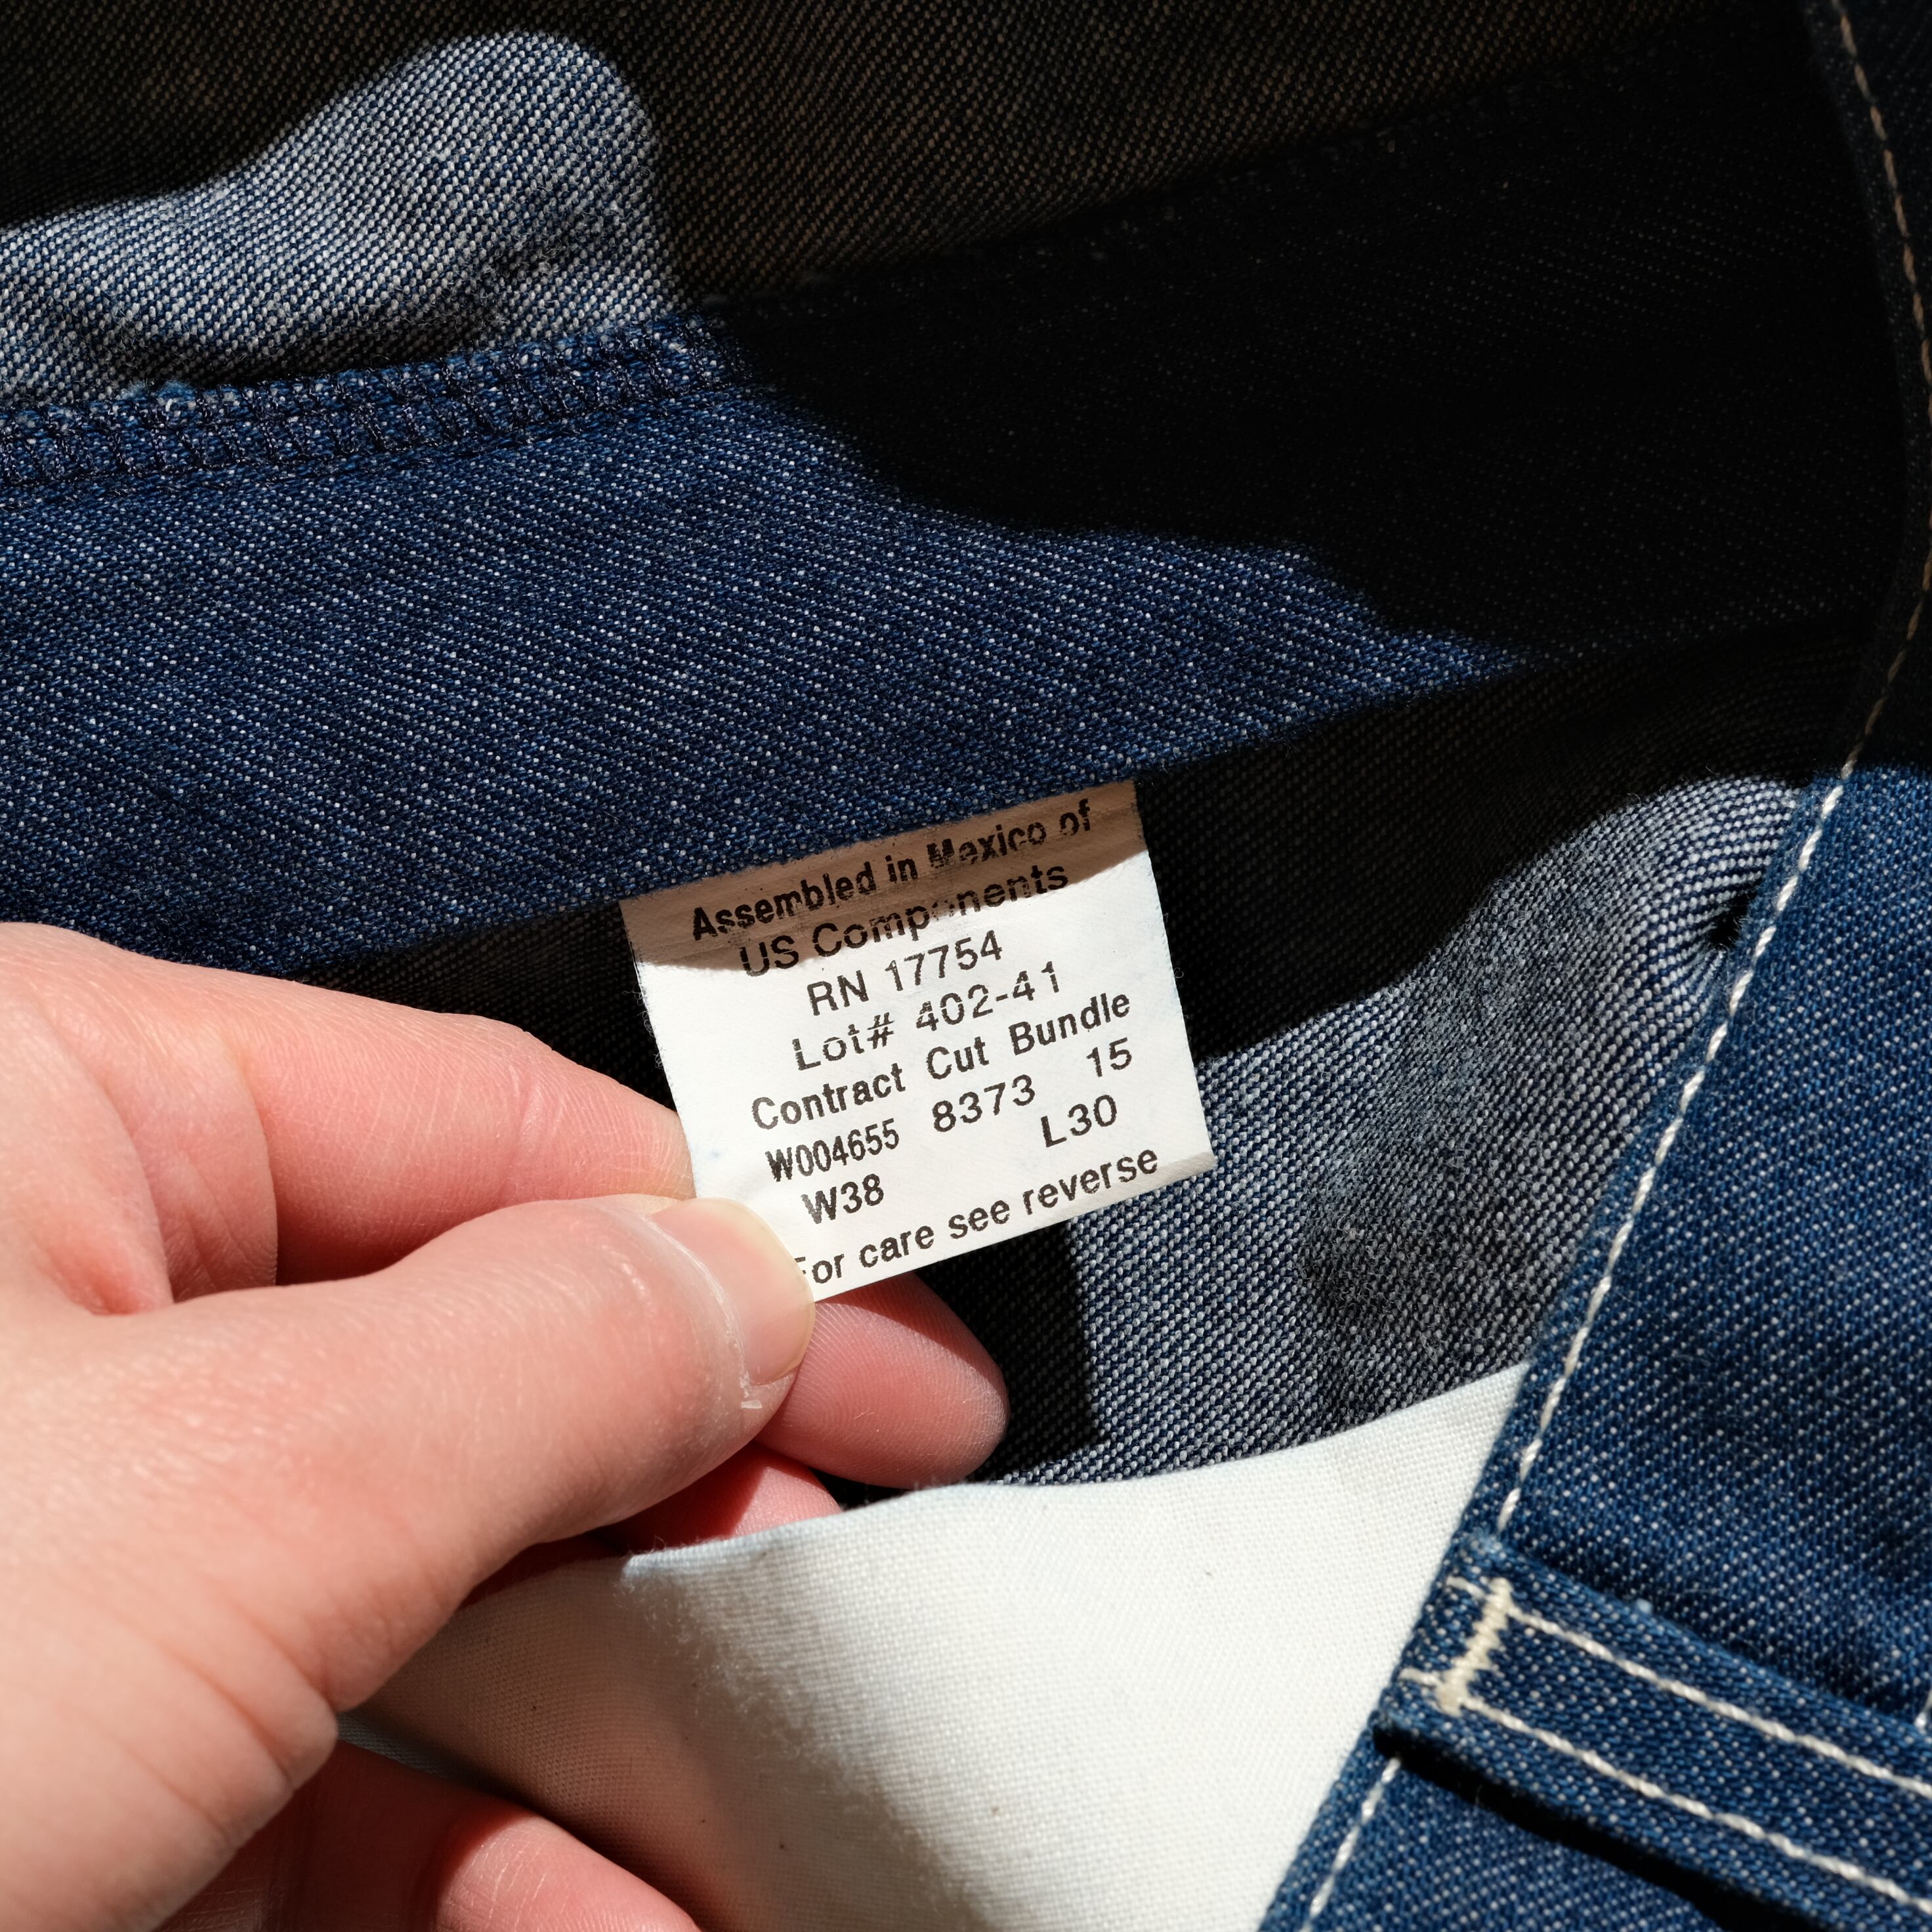 Assembled in Mexico of
US Components
RN 17754
Lot# 402-41
Contract Cut Bundle
W004655 8373 15
W38 L30
For care see reverse